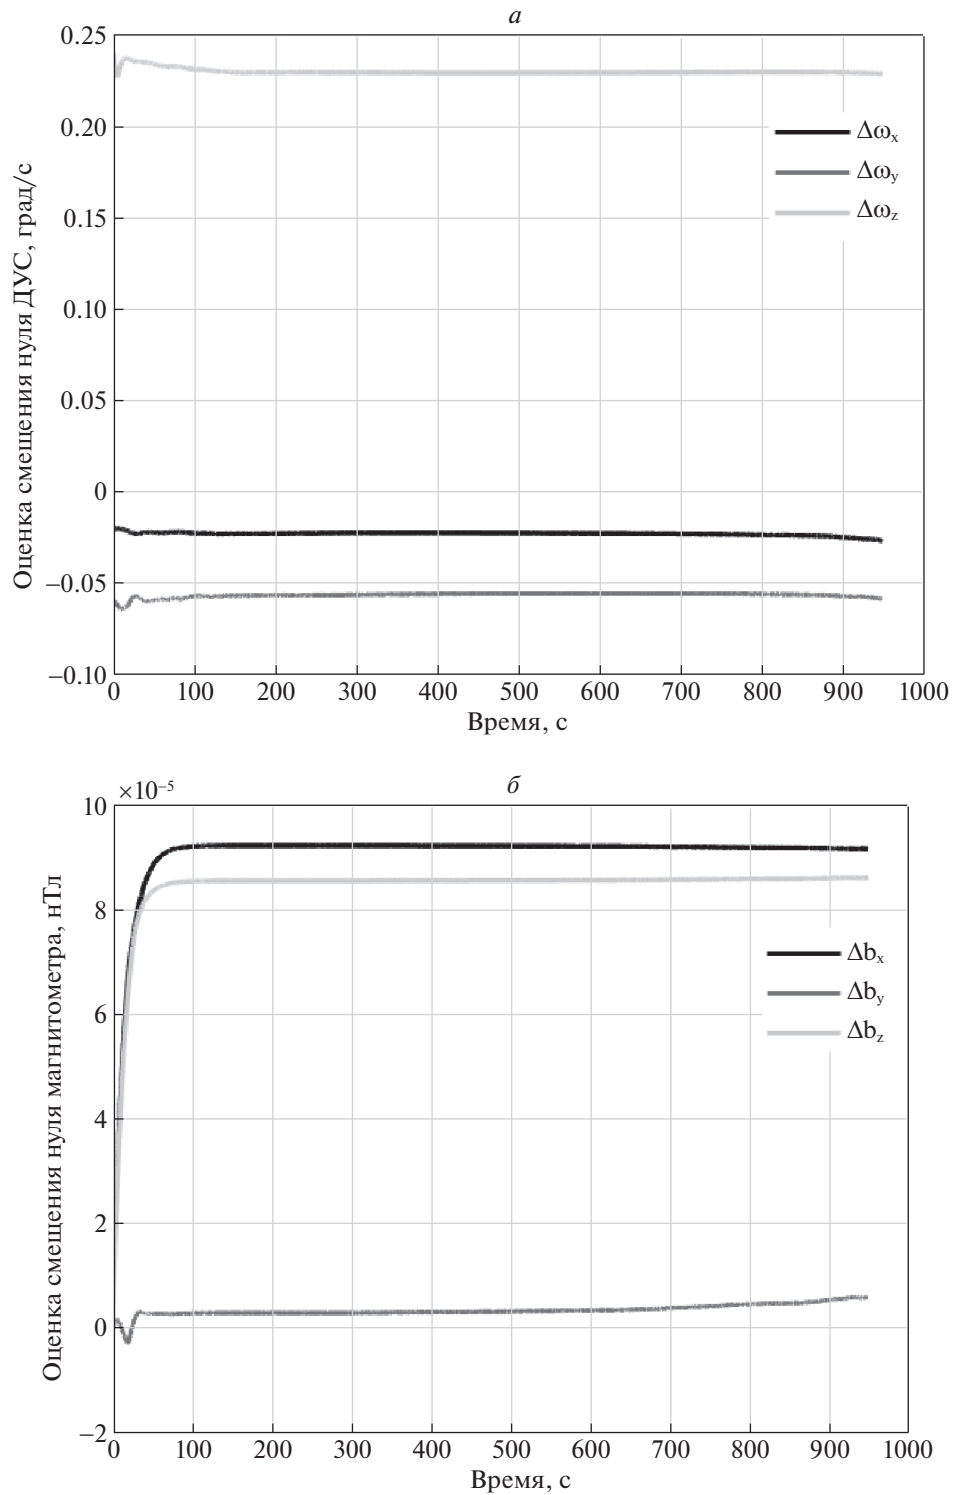 а
0.25
0.20
0.15
0.10
0.05
0
−0.05
−0.10
Оценка смещения нуля ДУС, град/с
Δωx
Δωy
Δωz
0 100 200 300 400 500 600 700 800 900 1000
Время, с
б
×10−5
10
8
6
4
2
0
−2
Оценка смещения нуля магнитометра, нТл
Δbx
Δby
Δbz
0 100 200 300 400 500 600 700 800 900 1000
Время, с